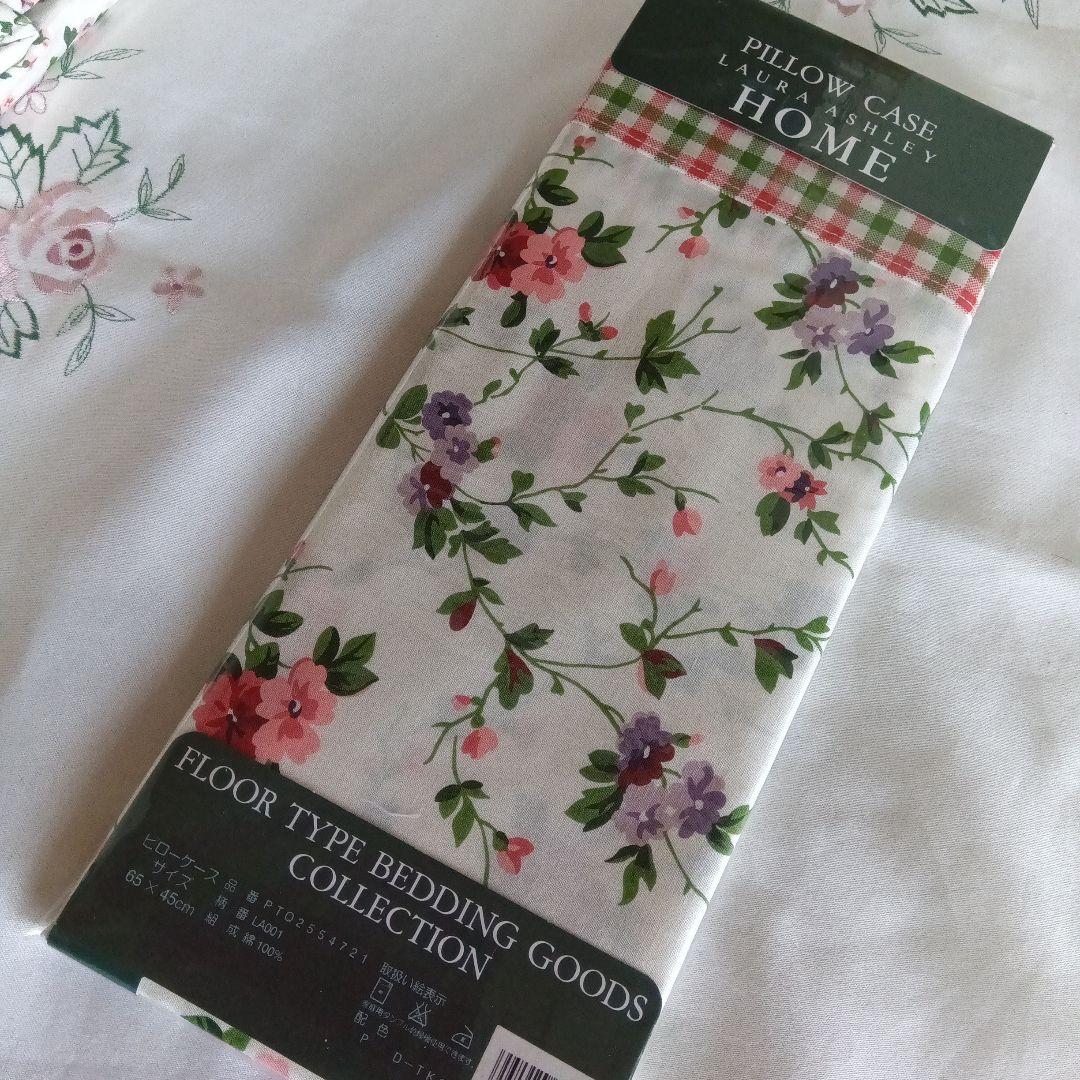 PILLOW CASE
LAURA ASHLEY
HOME
FLOOR TYPE BEDDING GOODS
COLLECTION
ピローケース
サイズ
65×45cm
品 番 PTQ2554721
柄 番 LA001
組 成 綿100%
取扱い絵表示
配 色
P D-TK